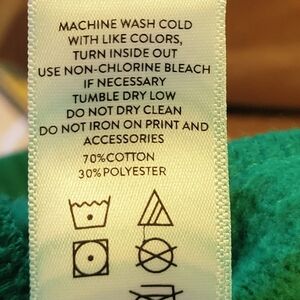 MACHINE WASH COLD
WITH LIKE COLORS,
TURN INSIDE OUT
USE NON-CHLORINE BLEACH
IF NECESSARY
TUMBLE DRY LOW
DO NOT DRY CLEAN
DO NOT IRON ON PRINT AND
ACCESSORIES
70%COTTON
30%POLYESTER